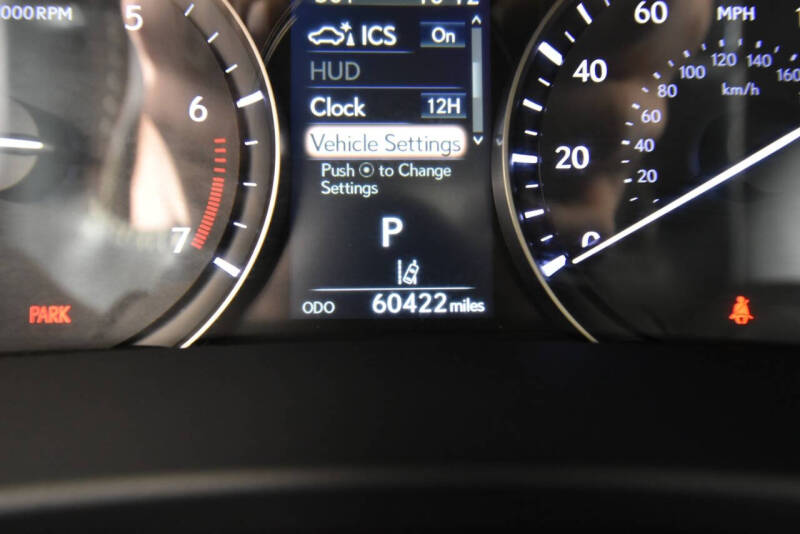 000 RPM
5
6
7
PARK
ICS On
HUD
Clock 12H
Vehicle Settings
Push to Change
Settings
P
ODO 60422 miles
60
40
20
0
MPH
160
140
120
100
80
60
40
20
km/h